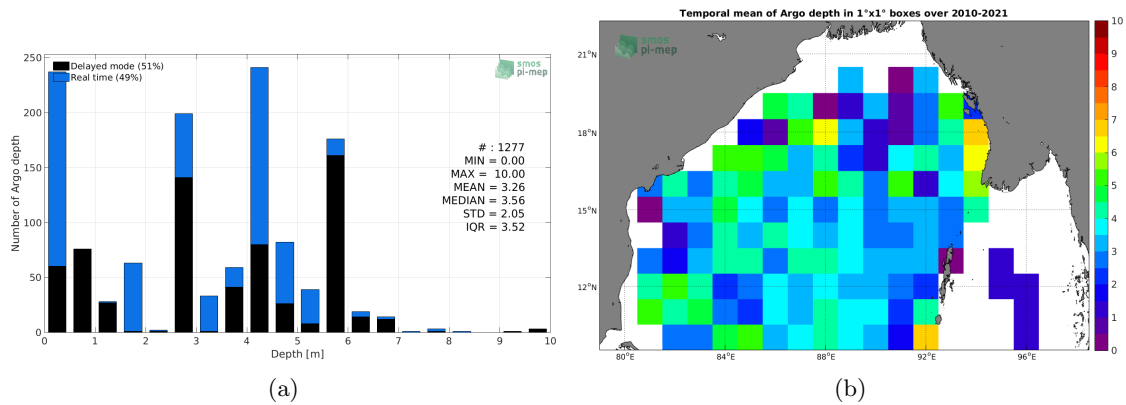 smos
pi-mep
Delayed mode (51%)
Real time (49%)
# : 1277
MIN = 0.00
MAX = 10.00
MEAN = 3.26
MEDIAN = 3.56
STD = 2.05
IQR = 3.52
Number of Argo depth
250
200
150
100
50
0
0 1 2 3 4 5 6 7 8 9 10
Depth [m]
(a)
Temporal mean of Argo depth in 1°x1° boxes over 2010-2021
smos
pi-mep
21°N
18°N
15°N
12°N
80°E 84°E 88°E 92°E 96°E
10
9
8
7
6
5
4
3
2
1
0
(b)